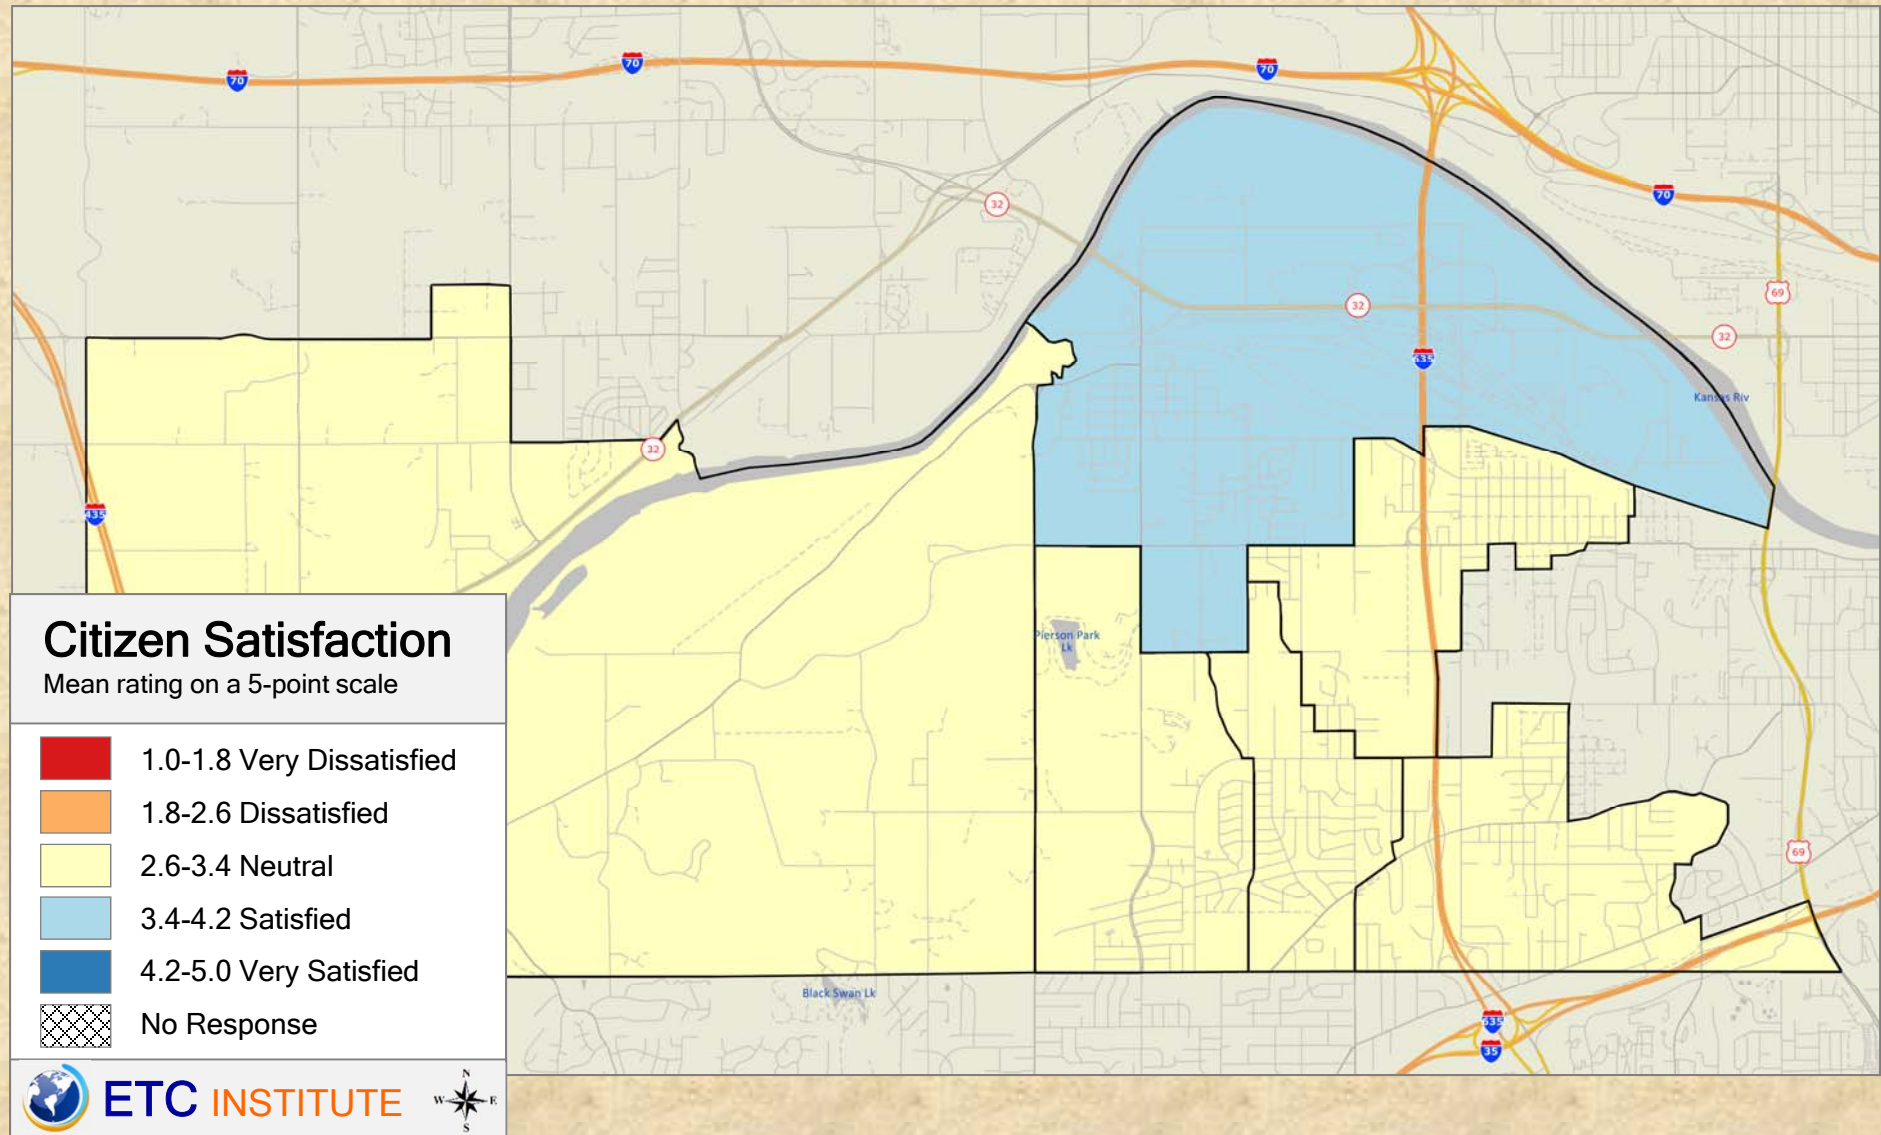 70
70
70
70
32
69
32
32
635
Kansas Riv
32
435
Pierson Park
Lk
69
Black Swan Lk
635
35
Citizen Satisfaction
Mean rating on a 5-point scale
1.0-1.8 Very Dissatisfied
1.8-2.6 Dissatisfied
2.6-3.4 Neutral
3.4-4.2 Satisfied
4.2-5.0 Very Satisfied
No Response
ETC INSTITUTE
N
W E
S